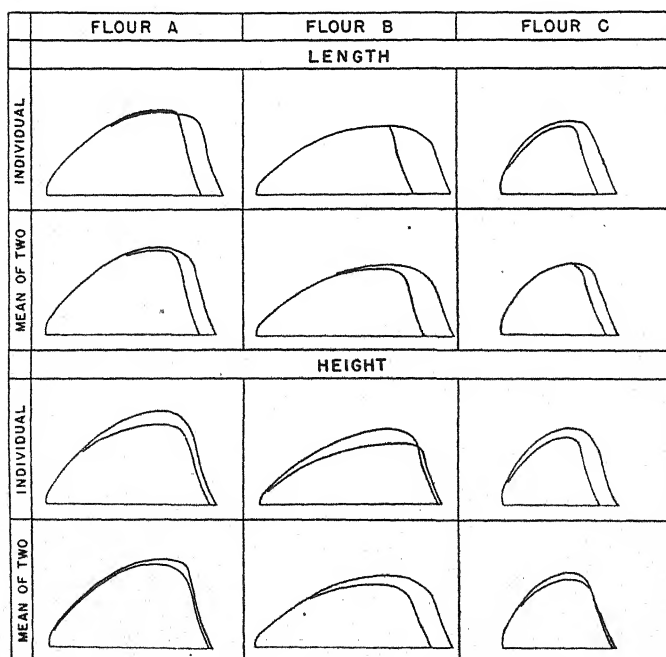 FLOUR A FLOUR B FLOUR C
LENGTH
INDIVIDUAL
MEAN OF TWO
HEIGHT
INDIVIDUAL
MEAN OF TWO